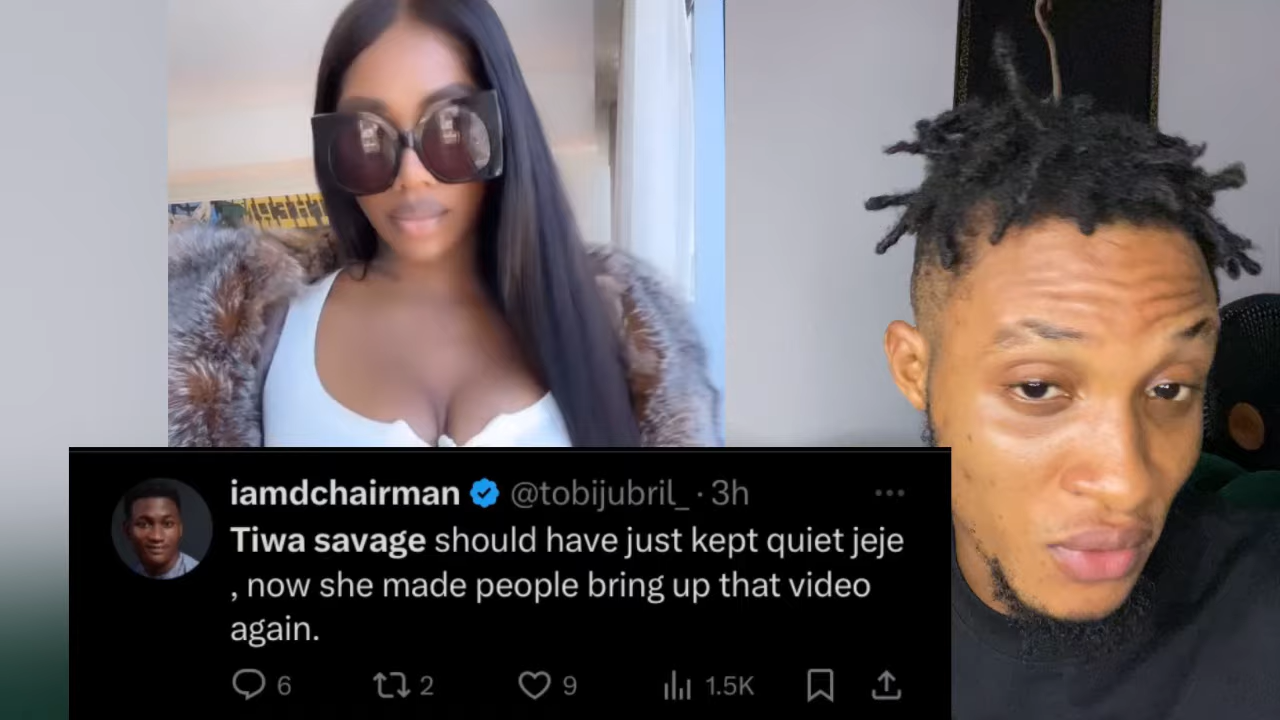 iamdchairman @tobijubril_ · 3h
Tiwa savage should have just kept quiet jeje
, now she made people bring up that video
again.
6 2 9 1.5K